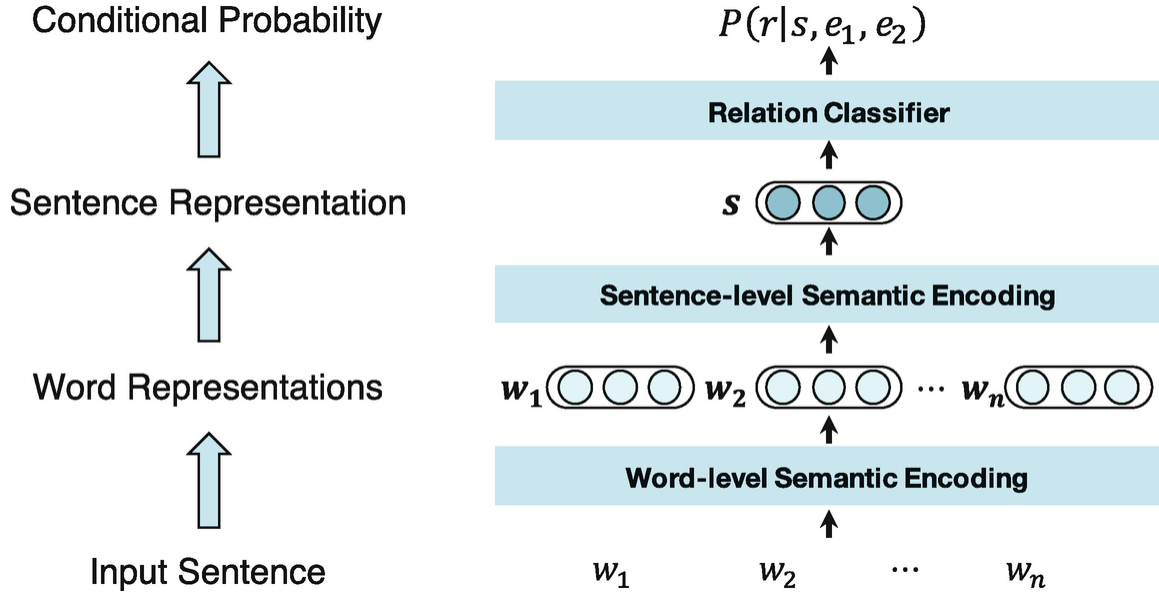 Conditional Probability
P(r|s, e₁, e₂)
Relation Classifier
Sentence Representation
s
Sentence-level Semantic Encoding
Word Representations
w₁ w₂ ... wₙ
Word-level Semantic Encoding
Input Sentence
w₁ w₂ ... wₙ